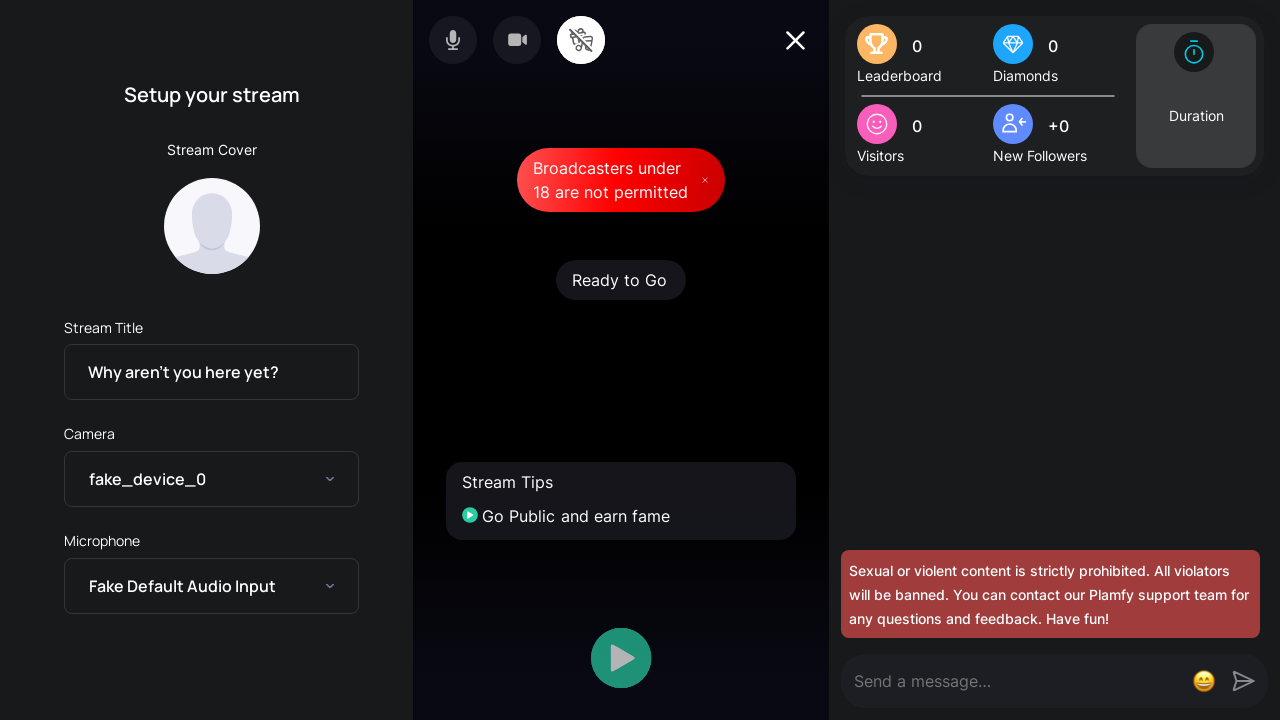 Setup your stream
Stream Cover
Stream Title
Why aren't you here yet?
Camera
fake_device_0
Microphone
Fake Default Audio Input
Broadcasters under
18 are not permitted
Ready to Go
Stream Tips
Go Public and earn fame
0
Leaderboard
0
Diamonds
0
Visitors
+0
New Followers
Duration
Sexual or violent content is strictly prohibited. All violators
will be banned. You can contact our Plamfy support team for
any questions and feedback. Have fun!
Send a message...